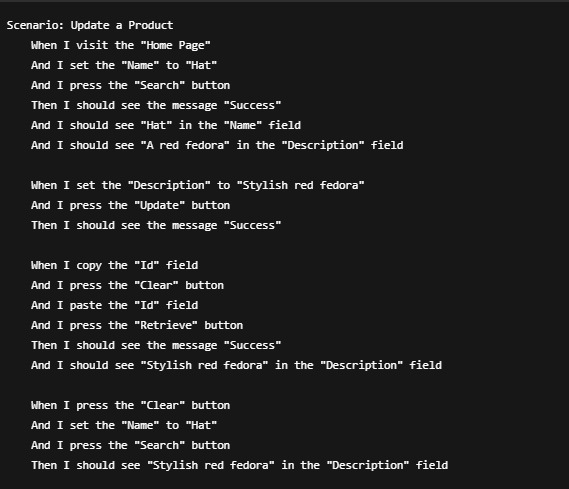 Scenario: Update a Product
When I visit the "Home Page"
And I set the "Name" to "Hat"
And I press the "Search" button
Then I should see the message "Success"
And I should see "Hat" in the "Name" field
And I should see "A red fedora" in the "Description" field
When I set the "Description" to "Stylish red fedora"
And I press the "Update" button
Then I should see the message "Success"
When I copy the "Id" field
And I press the "Clear" button
And I paste the "Id" field
And I press the "Retrieve" button
Then I should see the message "Success"
And I should see "Stylish red fedora" in the "Description" field
When I press the "Clear" button
And I set the "Name" to "Hat"
And I press the "Search" button
Then I should see "Stylish red fedora" in the "Description" field